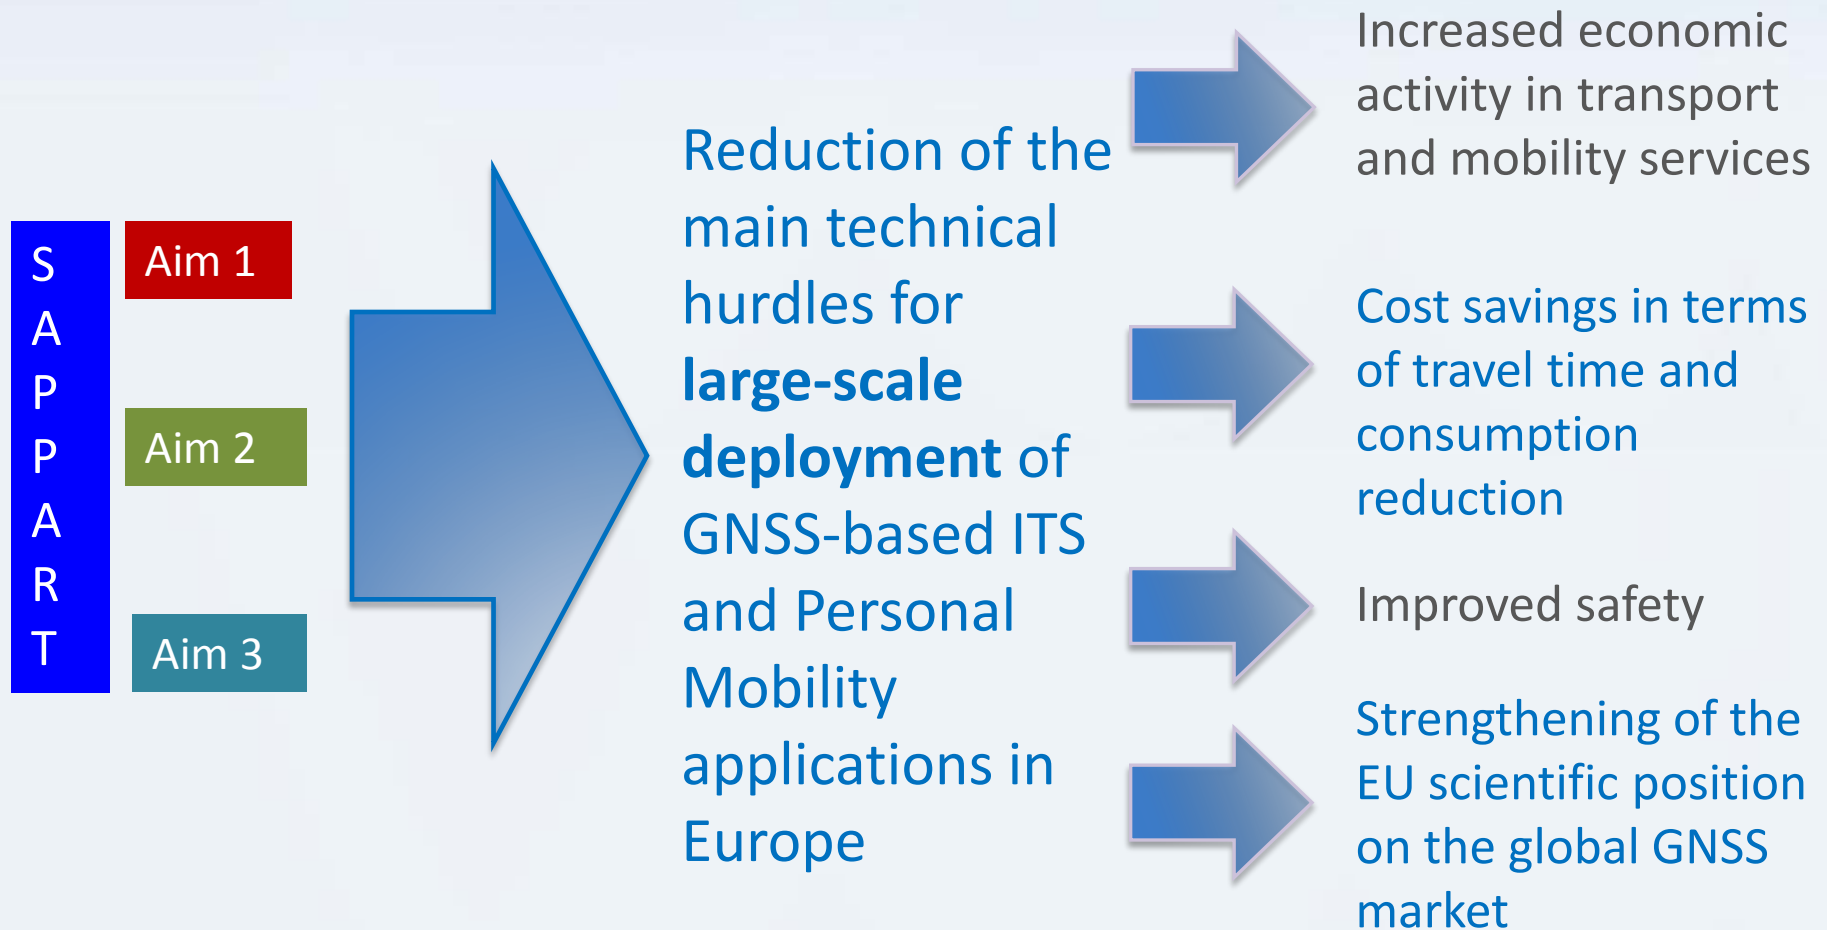 S
A
P
P
A
R
T
Aim 1
Aim 2
Aim 3
Reduction of the
main technical
hurdles for
large-scale
deployment of
GNSS-based ITS
and Personal
Mobility
applications in
Europe
Increased economic
activity in transport
and mobility services
Cost savings in terms
of travel time and
consumption
reduction
Improved safety
Strengthening of the
EU scientific position
on the global GNSS
market